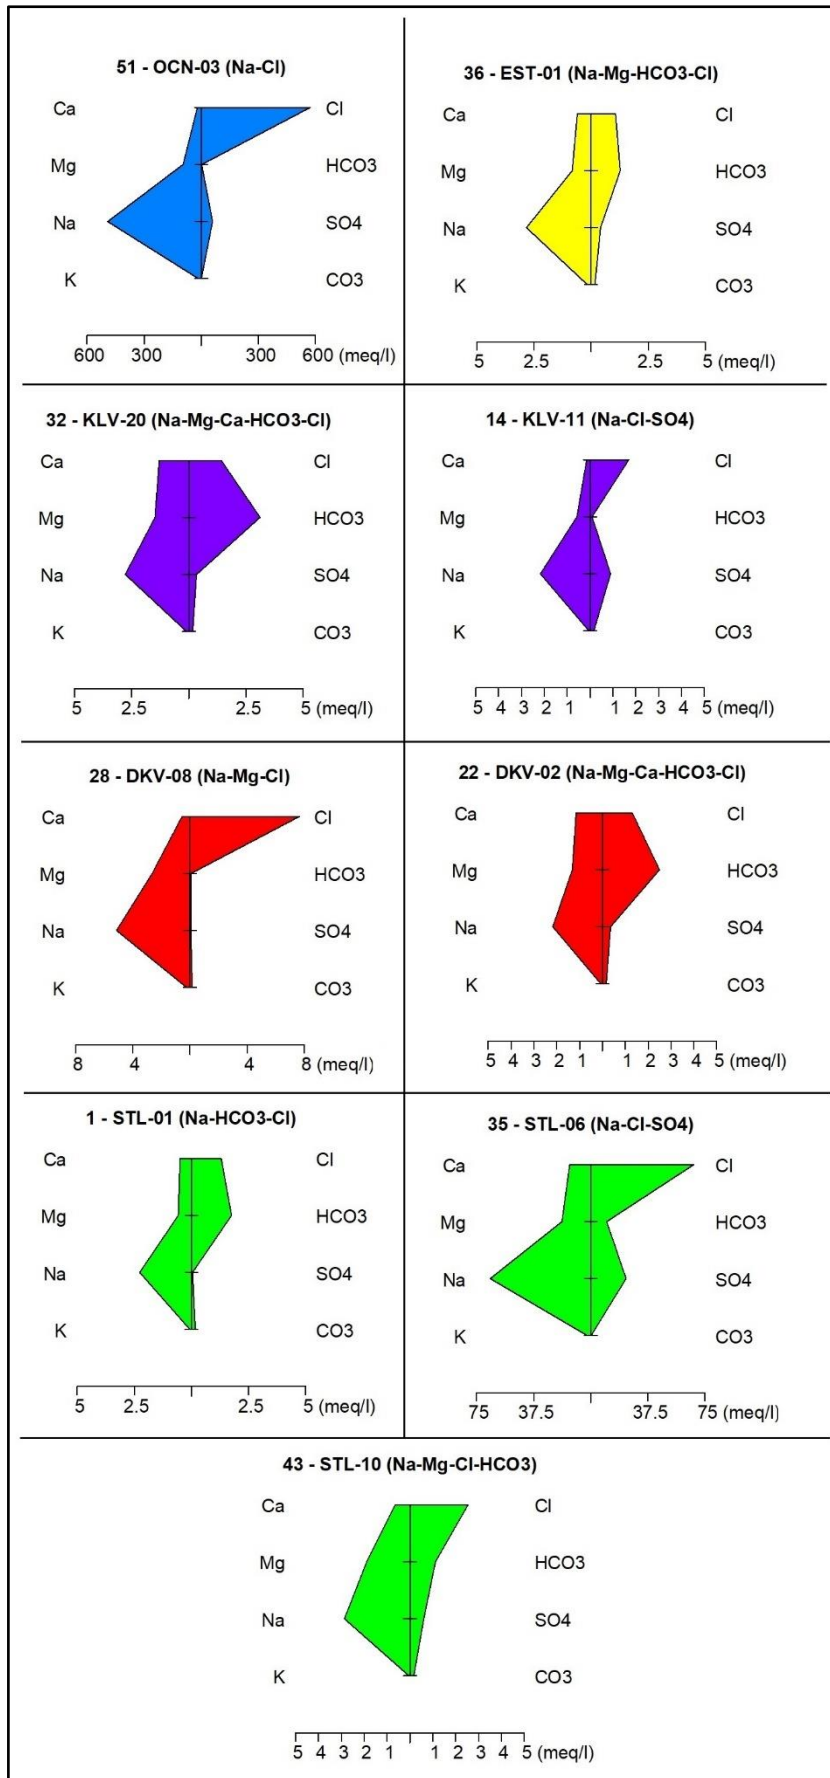 51 - OCN-03 (Na-Cl)
Ca Cl
Mg HCO3
Na SO4
K CO3
600 300 300 600 (meq/l)
36 - EST-01 (Na-Mg-HCO3-Cl)
Ca Cl
Mg HCO3
Na SO4
K CO3
5 2.5 2.5 5 (meq/l)
32 - KLV-20 (Na-Mg-Ca-HCO3-Cl)
Ca Cl
Mg HCO3
Na SO4
K CO3
5 2.5 2.5 5 (meq/l)
14 - KLV-11 (Na-Cl-SO4)
Ca Cl
Mg HCO3
Na SO4
K CO3
5 4 3 2 1 1 2 3 4 5 (meq/l)
28 - DKV-08 (Na-Mg-Cl)
Ca Cl
Mg HCO3
Na SO4
K CO3
8 4 4 8 (meq/l)
22 - DKV-02 (Na-Mg-Ca-HCO3-Cl)
Ca Cl
Mg HCO3
Na SO4
K CO3
5 4 3 2 1 1 2 3 4 5 (meq/l)
1 - STL-01 (Na-HCO3-Cl)
Ca Cl
Mg HCO3
Na SO4
K CO3
5 2.5 2.5 5 (meq/l)
35 - STL-06 (Na-Cl-SO4)
Ca Cl
Mg HCO3
Na SO4
K CO3
75 37.5 37.5 75 (meq/l)
43 - STL-10 (Na-Mg-Cl-HCO3)
Ca Cl
Mg HCO3
Na SO4
K CO3
5 4 3 2 1 1 2 3 4 5 (meq/l)